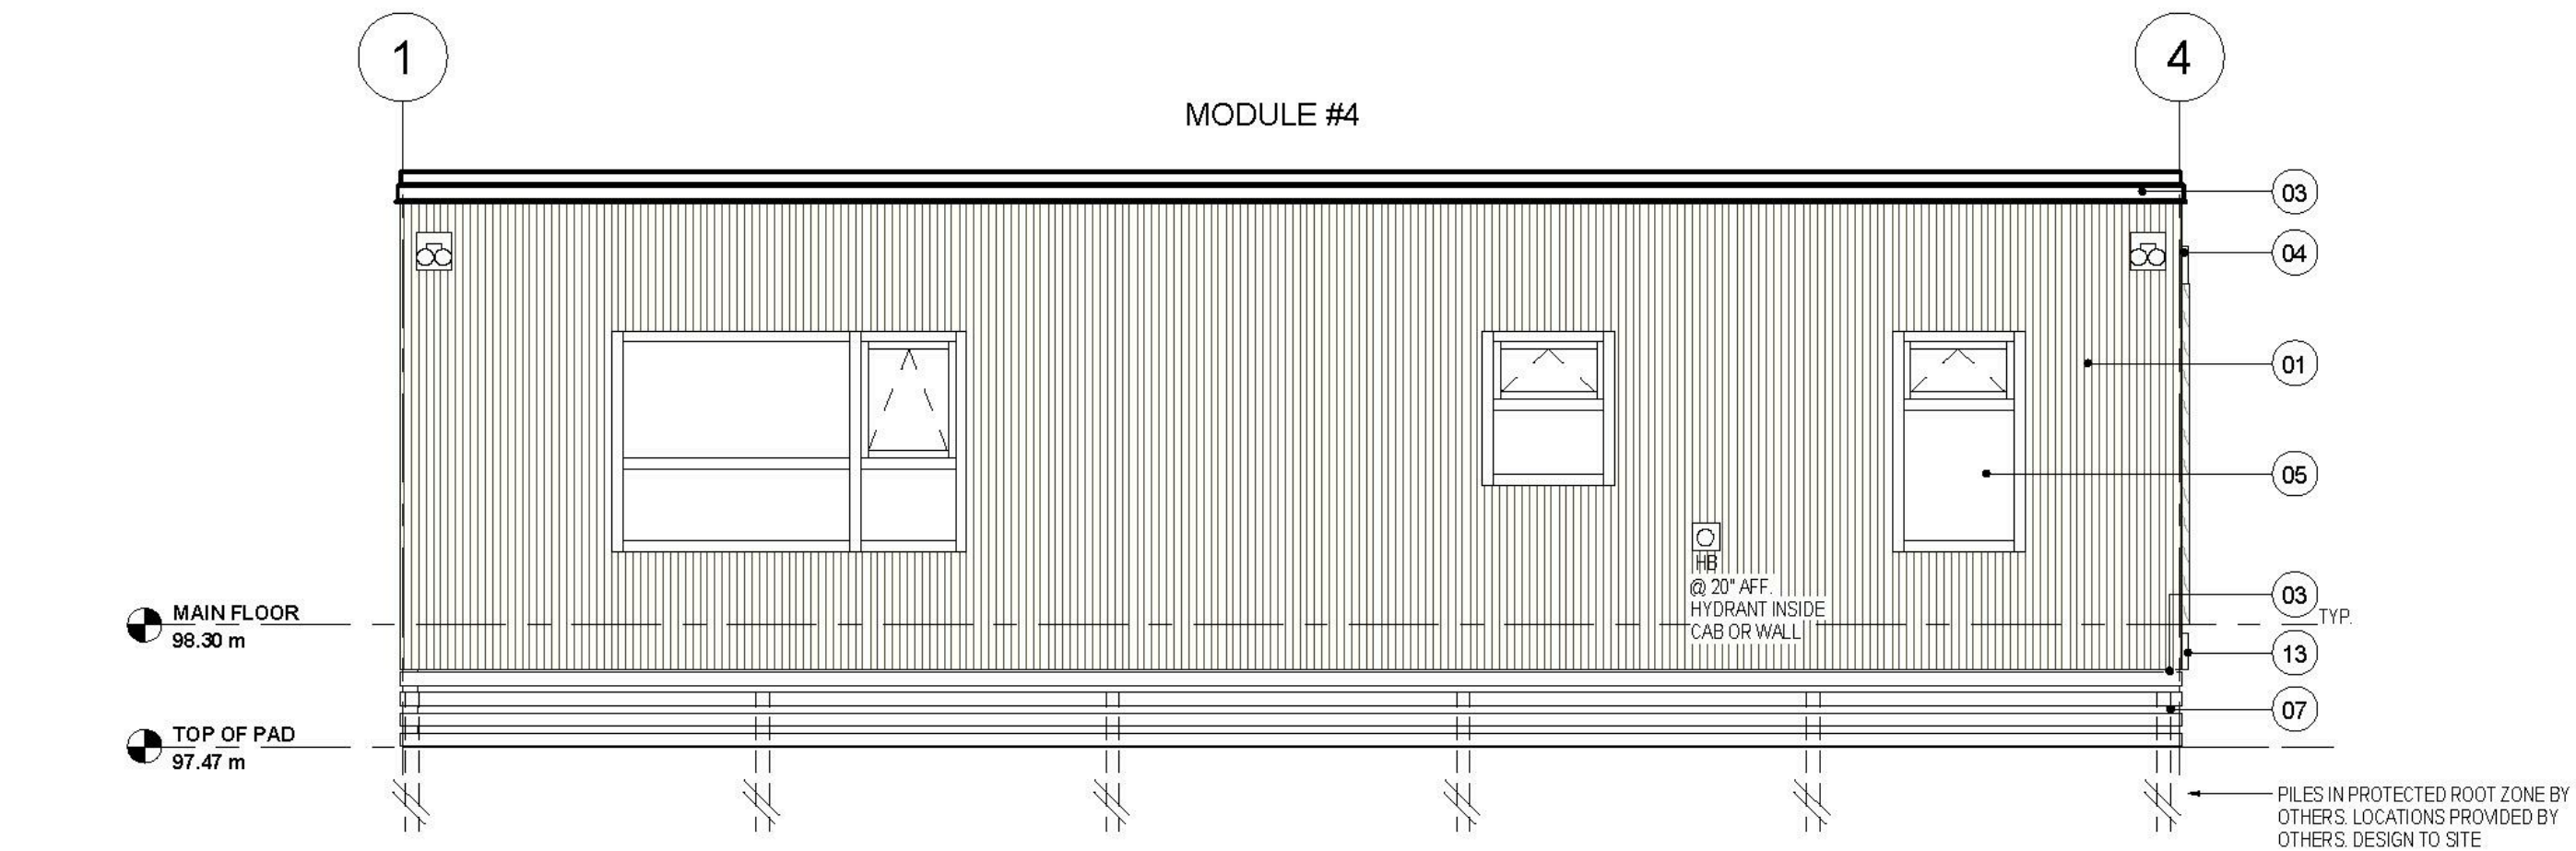 1
4
MODULE #4
03
04
01
05
HB
@ 20" AFF.
HYDRANT INSIDE
CAB OR WALL
03
TYP.
MAIN FLOOR
98.30 m
13
07
TOP OF PAD
97.47 m
PILES IN PROTECTED ROOT ZONE BY
OTHERS. LOCATIONS PROVIDED BY
OTHERS. DESIGN TO SITE